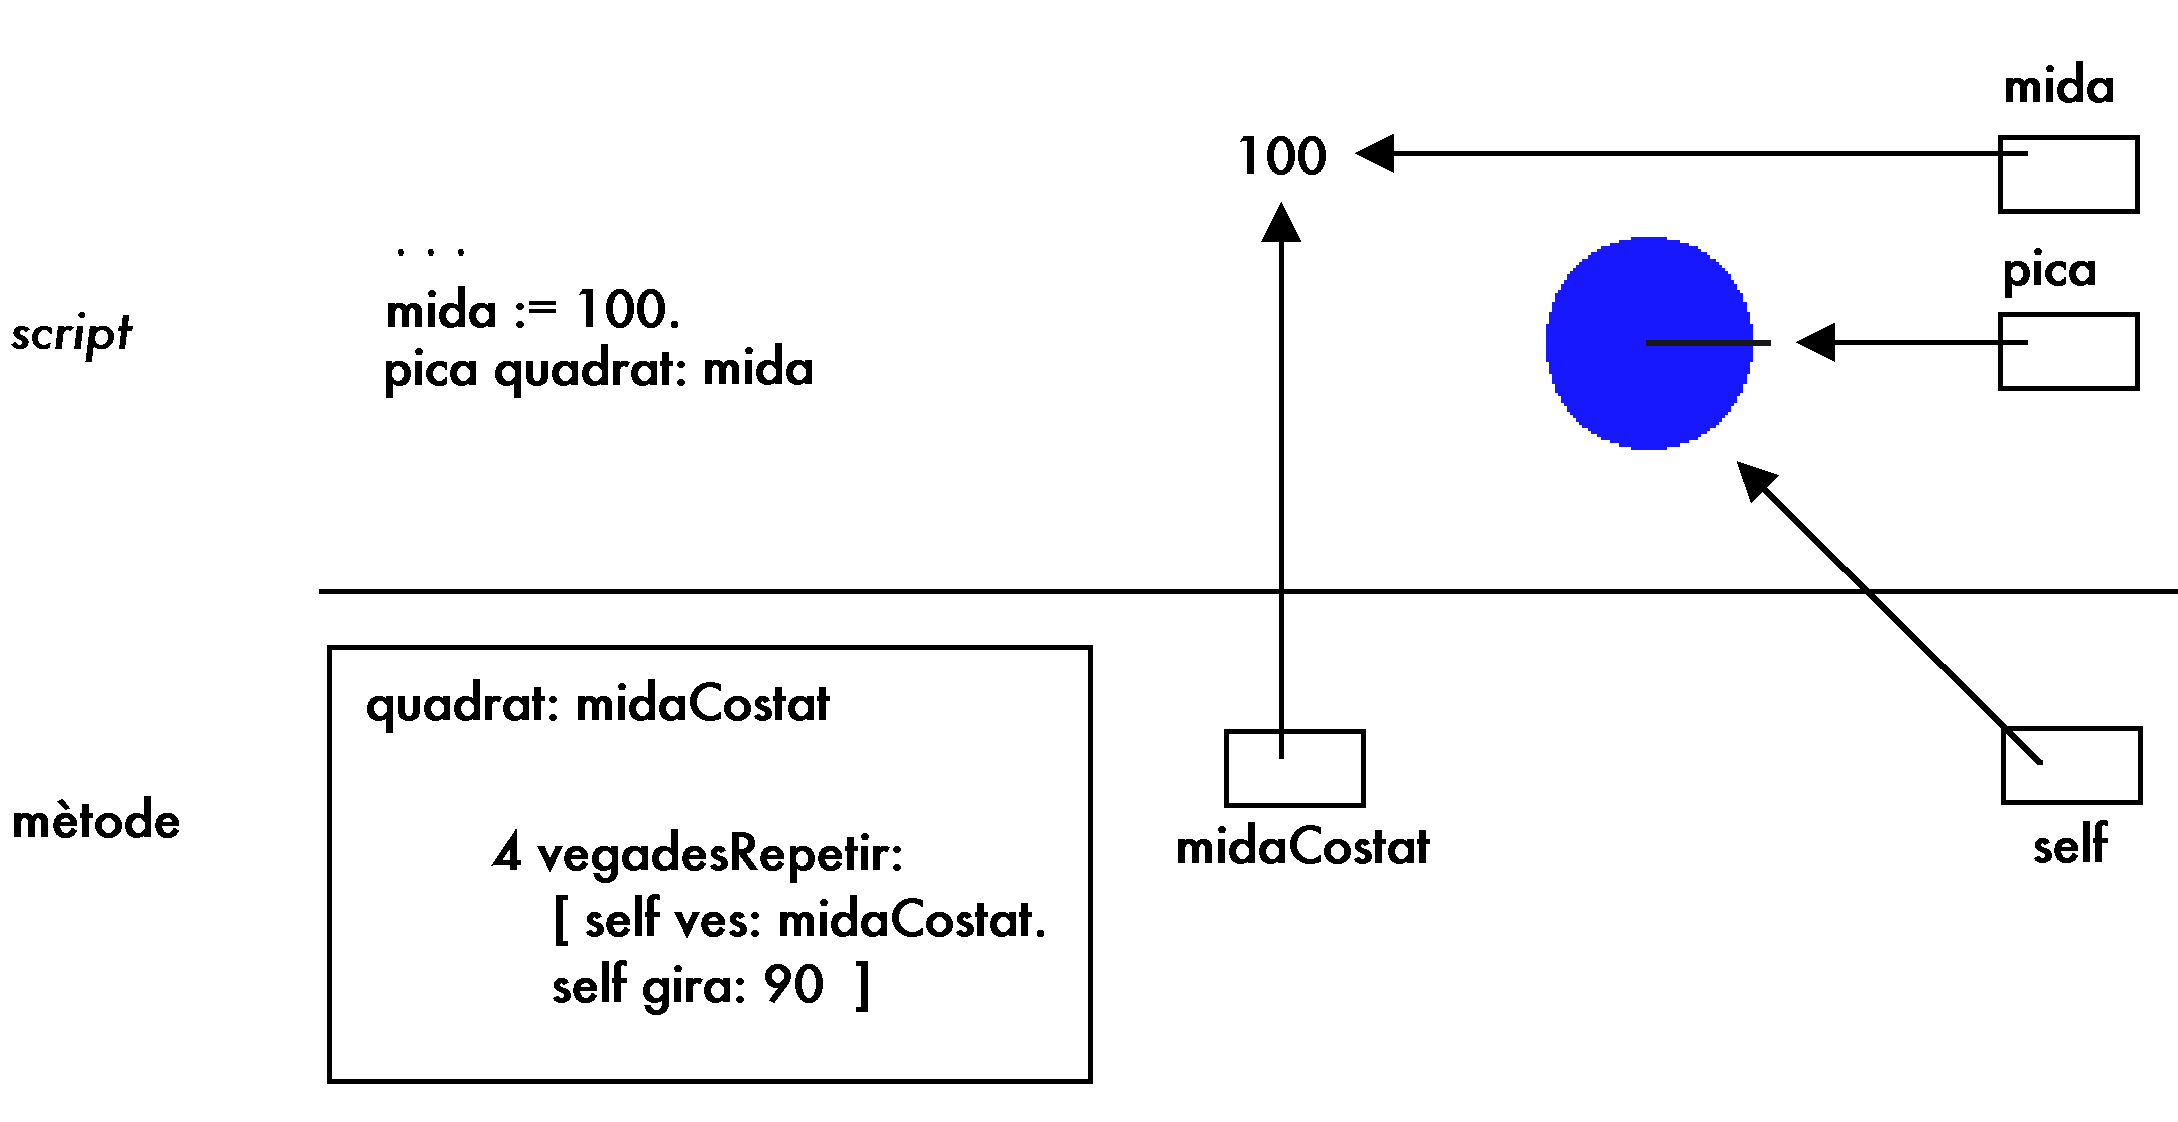 mida
100
pica
script
. . .
mida := 100.
pica quadrat: mida
quadrat: midaCostat
4 vegadesRepetir:
[ self ves: midaCostat.
self gira: 90 ]
mètode
midaCostat
self